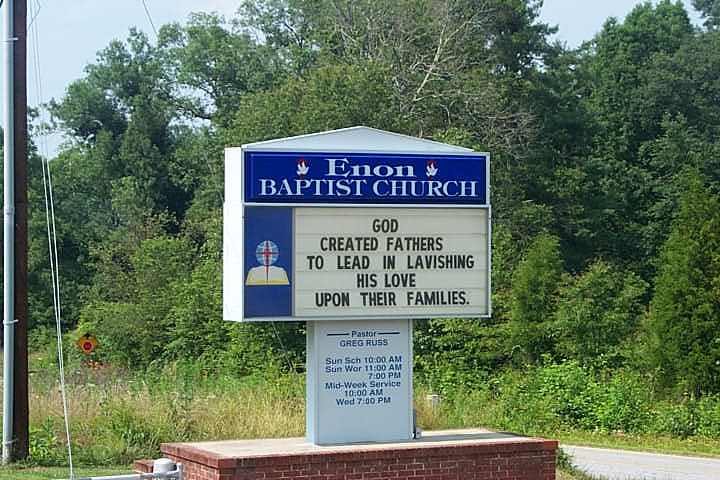 Enon
BAPTIST CHURCH
GOD
CREATED FATHERS
TO LEAD IN LAVISHING
HIS LOVE
UPON THEIR FAMILIES.
Pastor
GREG RUSS
Sun Sch 10:00 AM
Sun Wor 11:00 AM
7:00 PM
Mid-Week Service
10:00 AM
Wed 7:00 PM